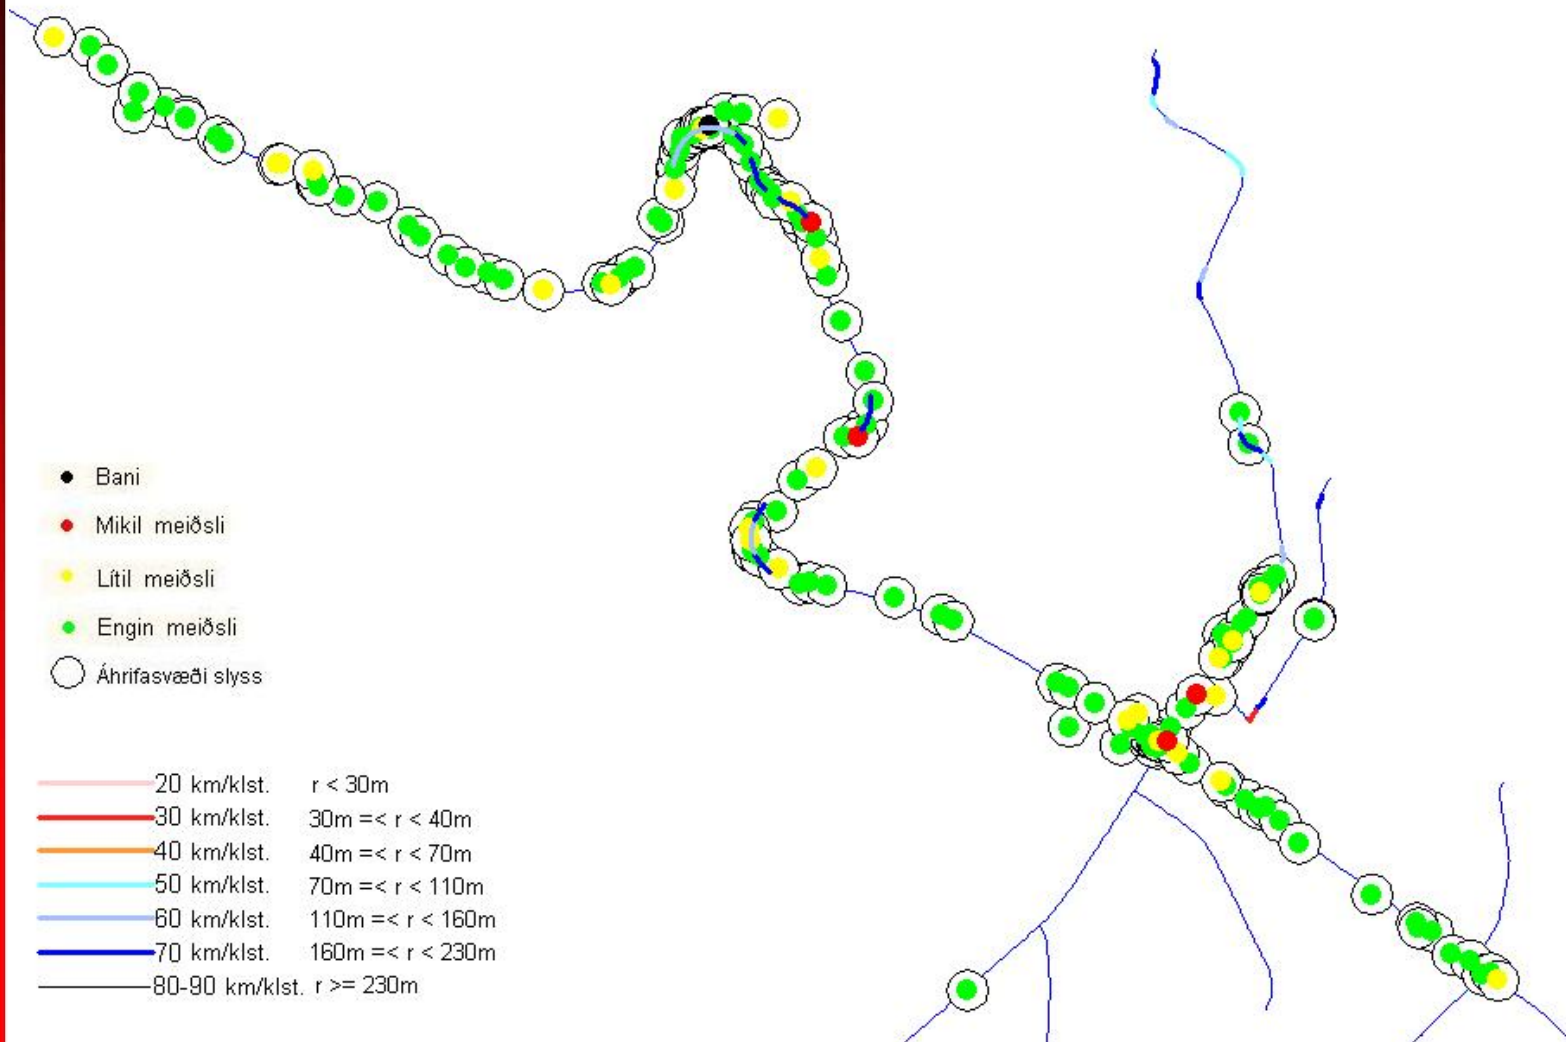 Bani
Mikil meiðsli
Lítil meiðsli
Engin meiðsli
Áhrifasvæði slyss
20 km/klst. r < 30m
30 km/klst. 30m =< r < 40m
40 km/klst. 40m =< r < 70m
50 km/klst. 70m =< r < 110m
60 km/klst. 110m =< r < 160m
70 km/klst. 160m =< r < 230m
80-90 km/klst. r >= 230m